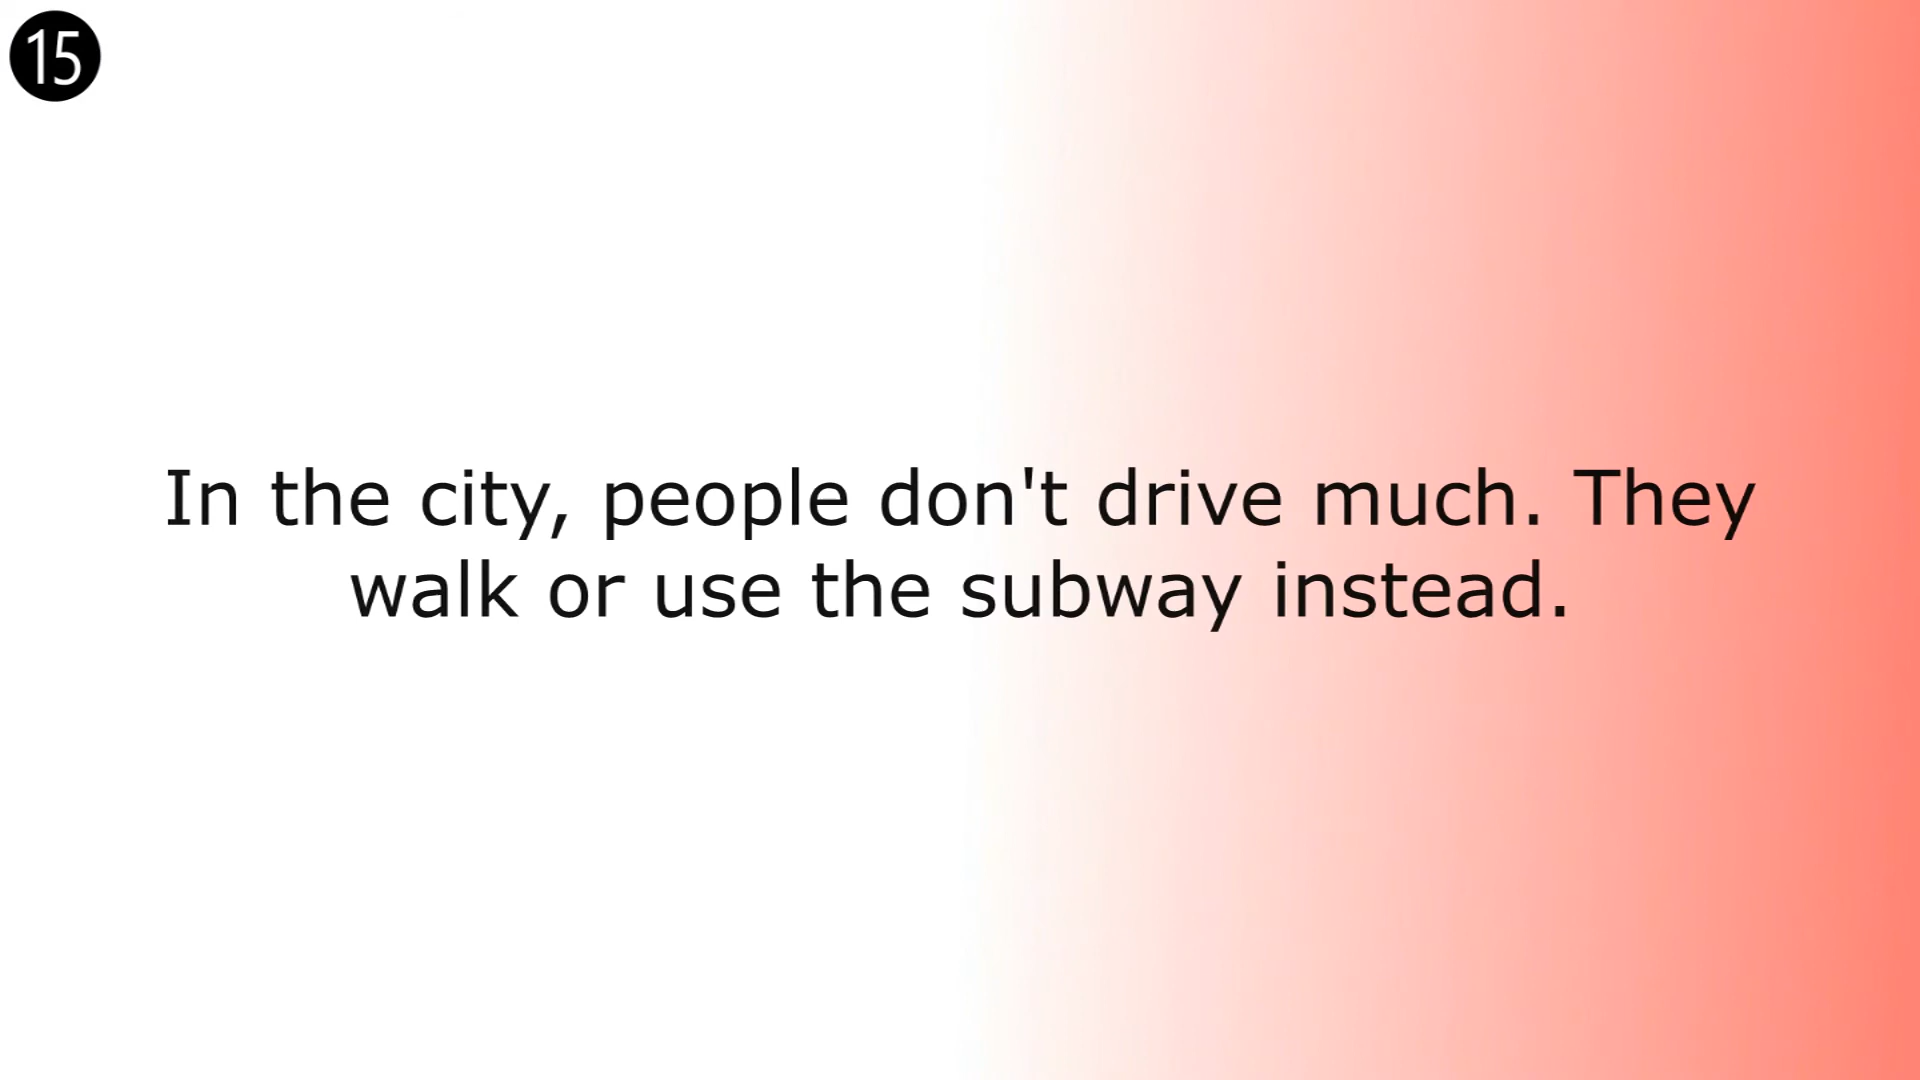 15
In the city, people don't drive much. They
walk or use the subway instead.